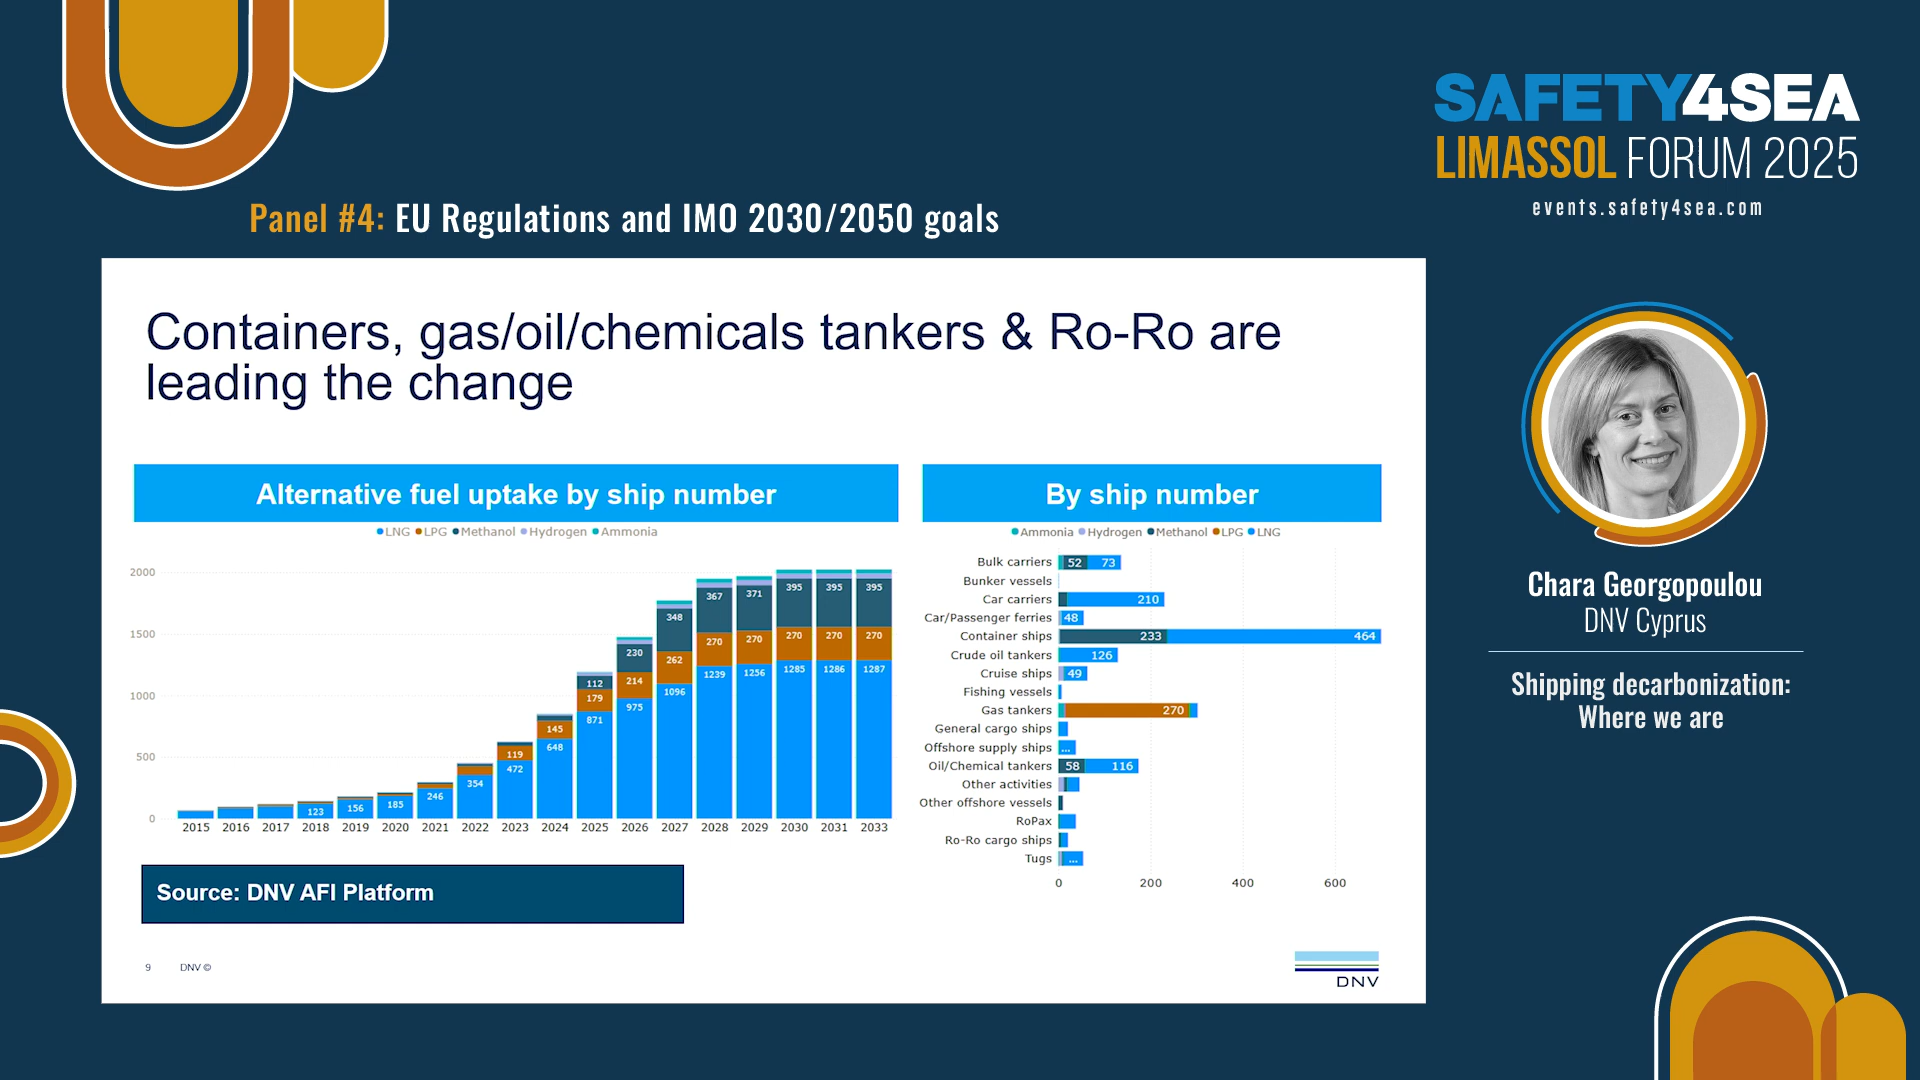 SAFETY4SEA
LIMASSOL FORUM 2025
events.safety4sea.com
Panel #4: EU Regulations and IMO 2030/2050 goals
Containers, gas/oil/chemicals tankers & Ro-Ro are
leading the change
Alternative fuel uptake by ship number
LNG LPG Methanol Hydrogen Ammonia
2000
1500
1000
500
0
123
156
185
246
354
119
472
145
648
112
179
871
230
214
975
348
262
1096
367
270
1239
371
270
1256
395
270
1285
395
270
1286
395
270
1287
2015 2016 2017 2018 2019 2020 2021 2022 2023 2024 2025 2026 2027 2028 2029 2030 2031 2033
By ship number
Ammonia Hydrogen Methanol LPG LNG
Bulk carriers 52 73
Bunker vessels
Car carriers 210
Car/Passenger ferries 48
Container ships 233 464
Crude oil tankers 126
Cruise ships 49
Fishing vessels
Gas tankers 270
General cargo ships
Offshore supply ships ...
Oil/Chemical tankers 58 116
Other activities
Other offshore vessels
RoPax
Ro-Ro cargo ships
Tugs ...
0 200 400 600
Source: DNV AFI Platform
9 DNV ©
DNV
Chara Georgopoulou
DNV Cyprus
Shipping decarbonization:
Where we are